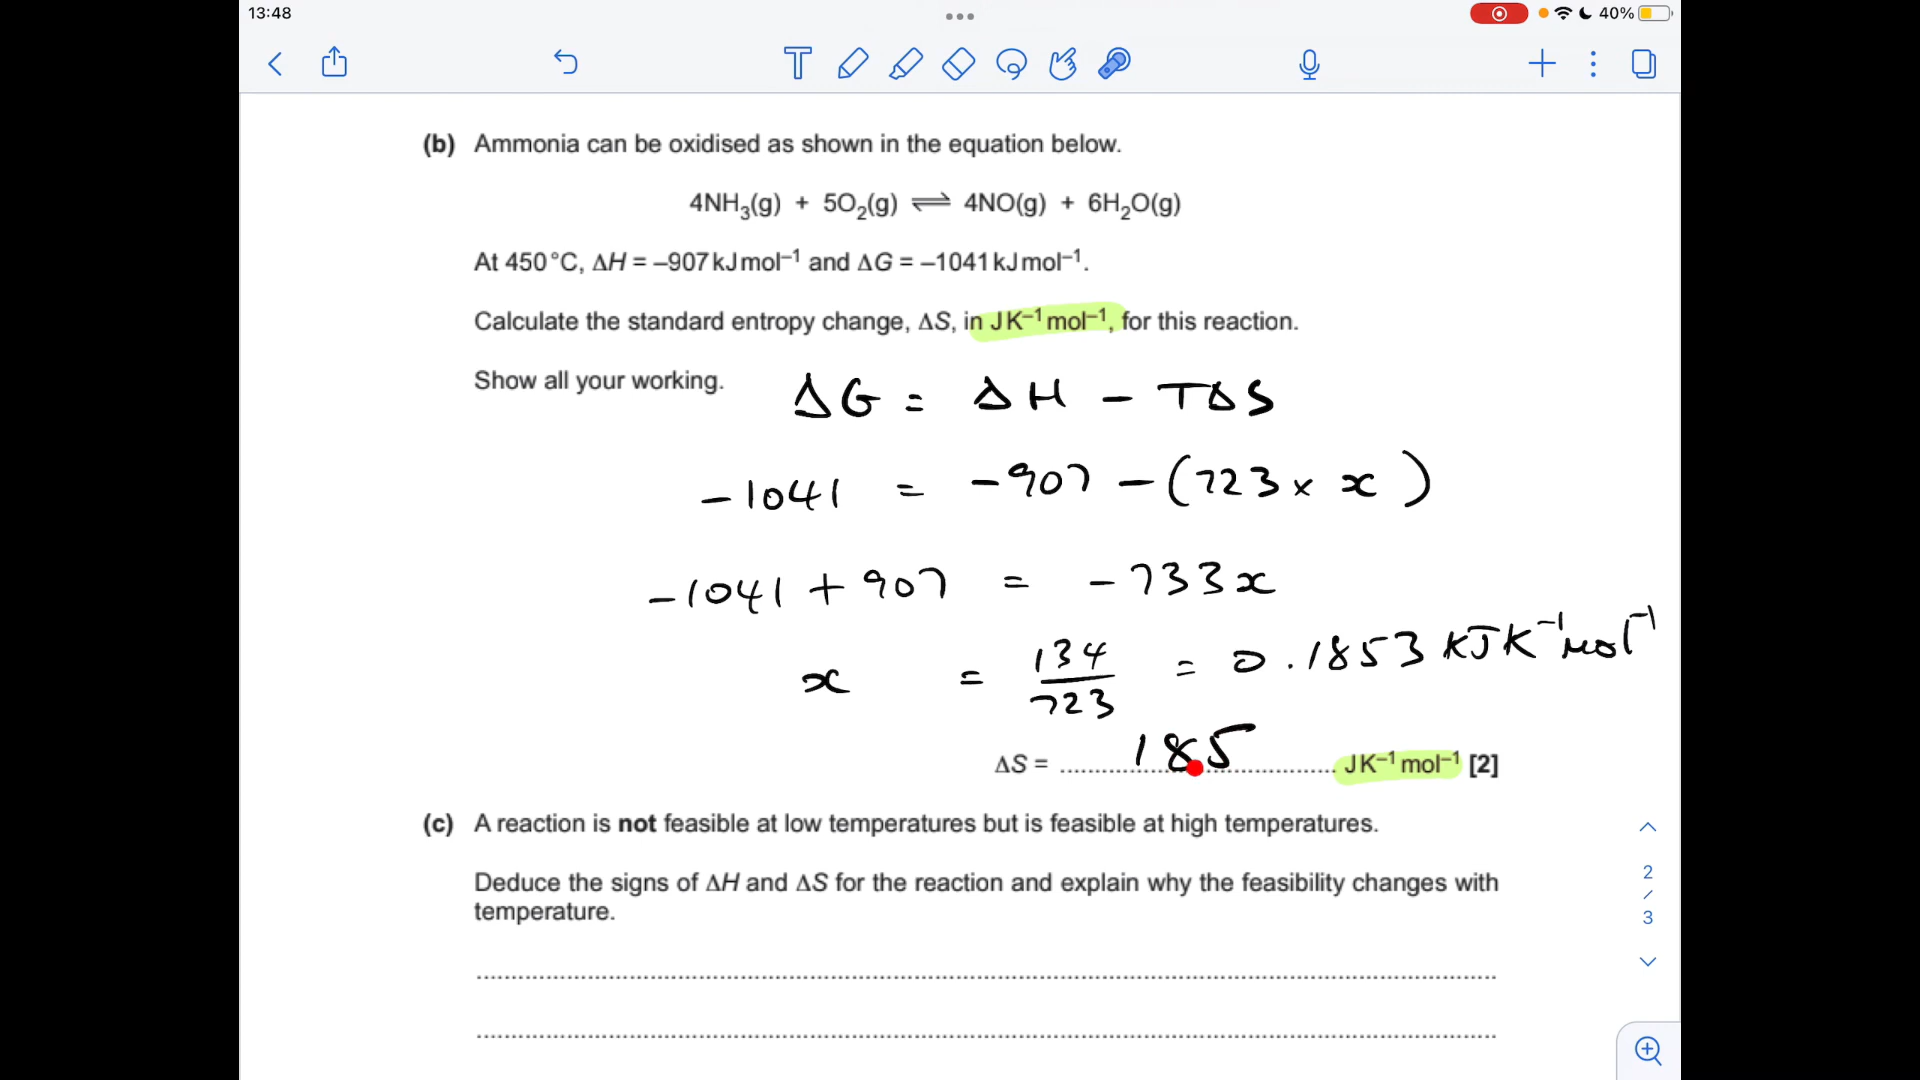 13:48
40%
(b) Ammonia can be oxidised as shown in the equation below.
4NH₃(g) + 5O₂(g) ⇌ 4NO(g) + 6H₂O(g)
At 450 °C, ΔH = –907 kJ mol⁻¹ and ΔG = –1041 kJ mol⁻¹.
Calculate the standard entropy change, ΔS, in J K⁻¹ mol⁻¹, for this reaction.
Show all your working.
ΔG = ΔH - TΔS
-1041 = -907 - (723 × x)
-1041 + 907 = -733x
x = 134/723 = 0.1853 kJK⁻¹mol⁻¹
ΔS = ........ 185 ........ J K⁻¹ mol⁻¹ [2]
(c) A reaction is not feasible at low temperatures but is feasible at high temperatures.
Deduce the signs of ΔH and ΔS for the reaction and explain why the feasibility changes with
temperature.
2
/
3